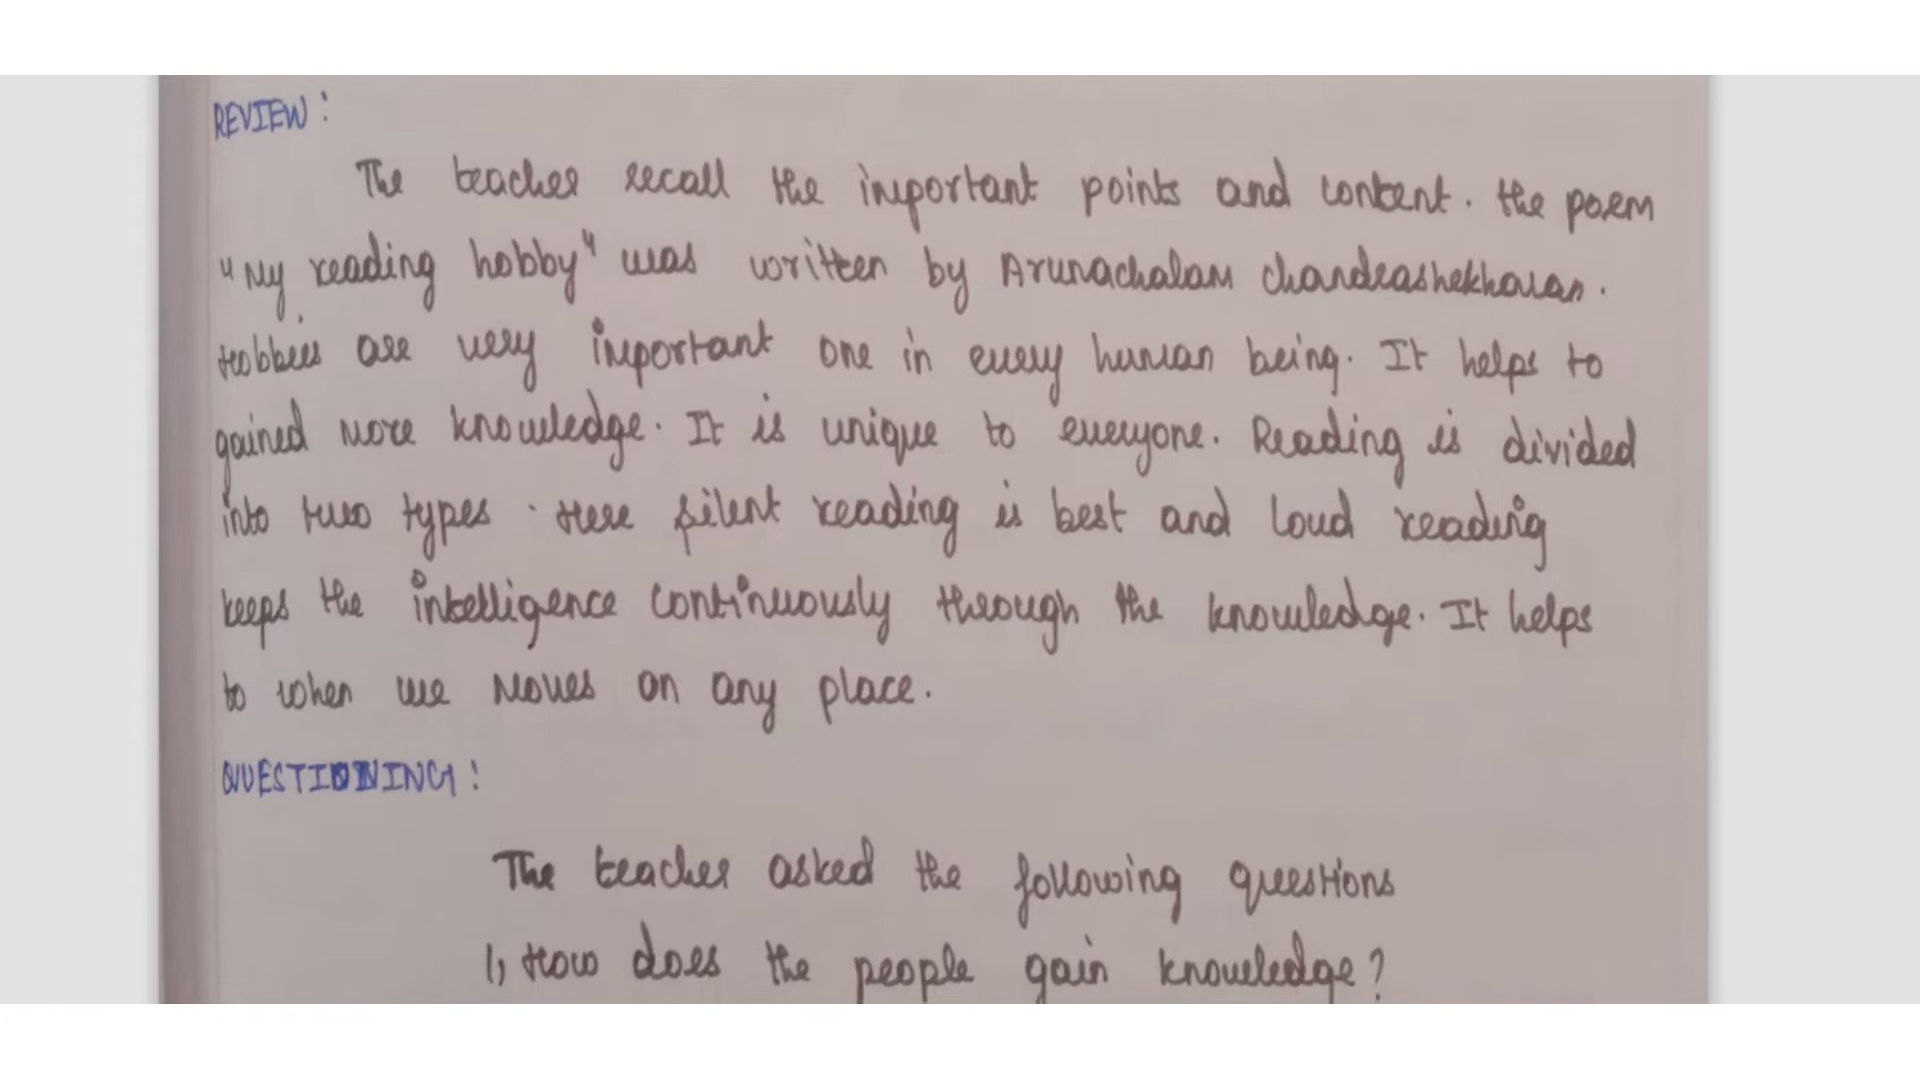 REVIEW:
The teacher recall the important points and content. the poem
"My reading hobby" was written by Arunachalam chandrashekharan.
Hobbies are very important one in every human being. It helps to
gained more knowledge. It is unique to everyone. Reading is divided
into two types. Here silent reading is best and loud reading
keeps the intelligence continuously through the knowledge. It helps
to when we moves on any place.
QUESTIONING:
The teacher asked the following questions
1, How does the people gain knowledge?